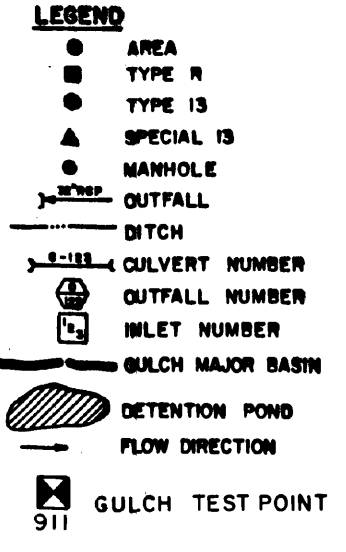 LEGEND
AREA
TYPE R
TYPE 13
SPECIAL 13
MANHOLE
OUTFALL
DITCH
C-123 CULVERT NUMBER
OUTFALL NUMBER
INLET NUMBER
GULCH MAJOR BASIN
DETENTION POND
FLOW DIRECTION
GULCH TEST POINT
911